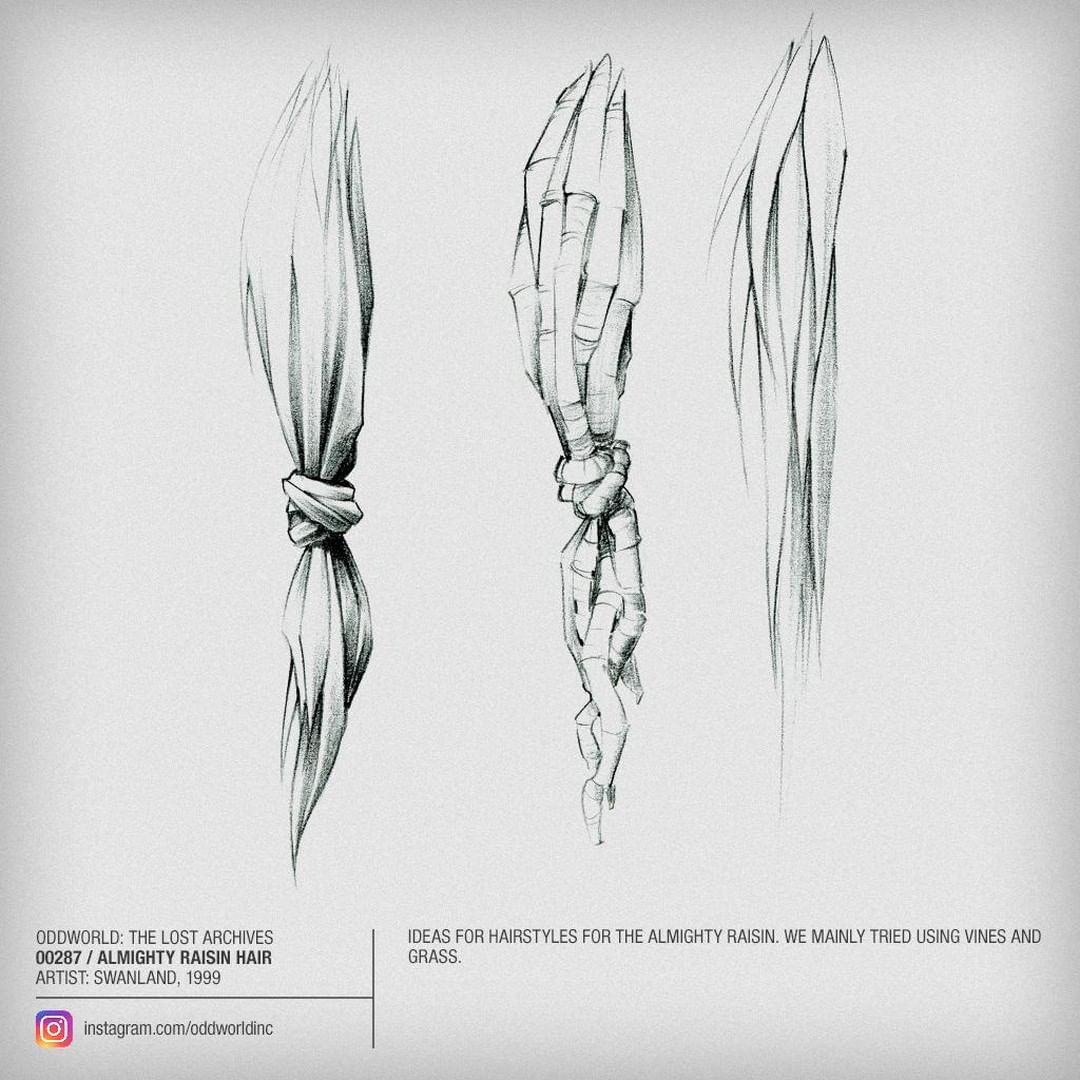 ODDWORLD: THE LOST ARCHIVES
00287 / ALMIGHTY RAISIN HAIR
ARTIST: SWANLAND, 1999
instagram.com/oddworldinc
IDEAS FOR HAIRSTYLES FOR THE ALMIGHTY RAISIN. WE MAINLY TRIED USING VINES AND
GRASS.